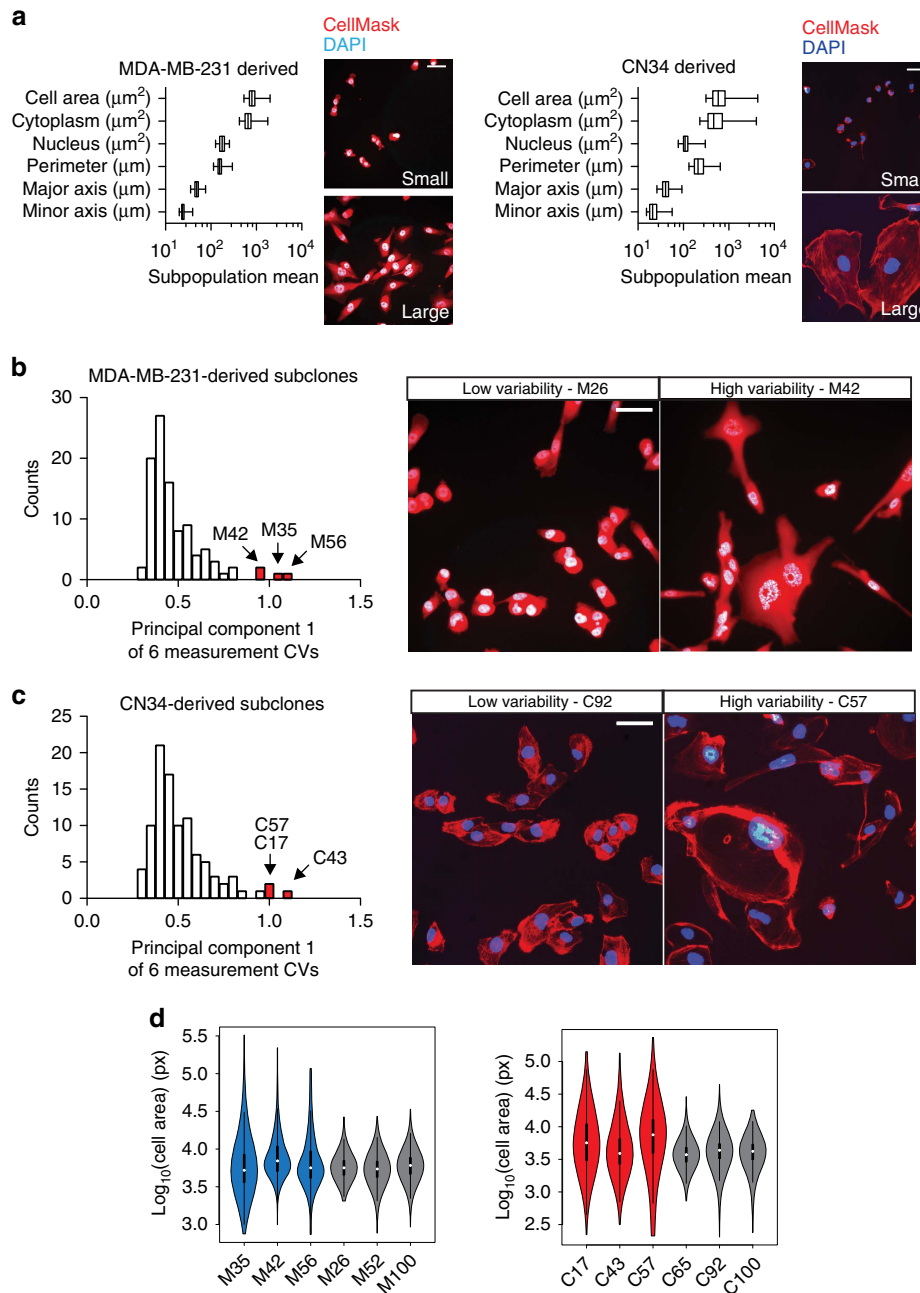 a
CellMask
DAPI
MDA-MB-231 derived
Cell area (μm²)
Cytoplasm (μm²)
Nucleus (μm²)
Perimeter (μm)
Major axis (μm)
Minor axis (μm)
10¹ 10² 10³ 10⁴
Subpopulation mean
Small
Large
CellMask
DAPI
CN34 derived
Cell area (μm²)
Cytoplasm (μm²)
Nucleus (μm²)
Perimeter (μm)
Major axis (μm)
Minor axis (μm)
10¹ 10² 10³ 10⁴
Subpopulation mean
Small
Large
b
MDA-MB-231-derived subclones
30
20
10
0
Counts
M42
M35
M56
0.0 0.5 1.0 1.5
Principal component 1
of 6 measurement CVs
Low variability - M26
High variability - M42
c
CN34-derived subclones
25
20
15
10
5
0
Counts
C57
C17
C43
0.0 0.5 1.0 1.5
Principal component 1
of 6 measurement CVs
Low variability - C92
High variability - C57
d
Log₁₀(cell area) (px)
5.5
5.0
4.5
4.0
3.5
3.0
M35 M42 M56 M26 M52 M100
Log₁₀(cell area) (px)
5.0
4.5
4.0
3.5
3.0
2.5
C17 C43 C57 C65 C92 C100